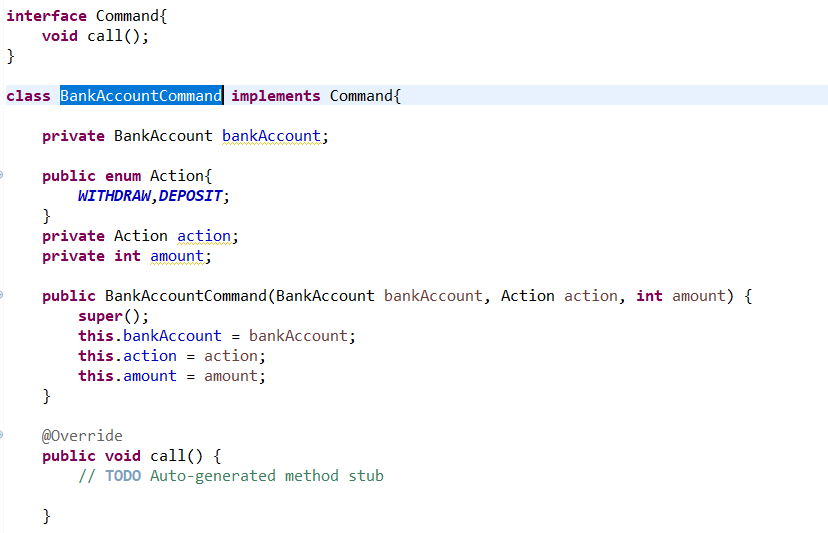 interface Command{
    void call();
}
class BankAccountCommand implements Command{
    private BankAccount bankAccount;
    public enum Action{
        WITHDRAW,DEPOSIT;
    }
    private Action action;
    private int amount;
    public BankAccountCommand(BankAccount bankAccount, Action action, int amount) {
        super();
        this.bankAccount = bankAccount;
        this.action = action;
        this.amount = amount;
    }
    @Override
    public void call() {
        // TODO Auto-generated method stub
    }